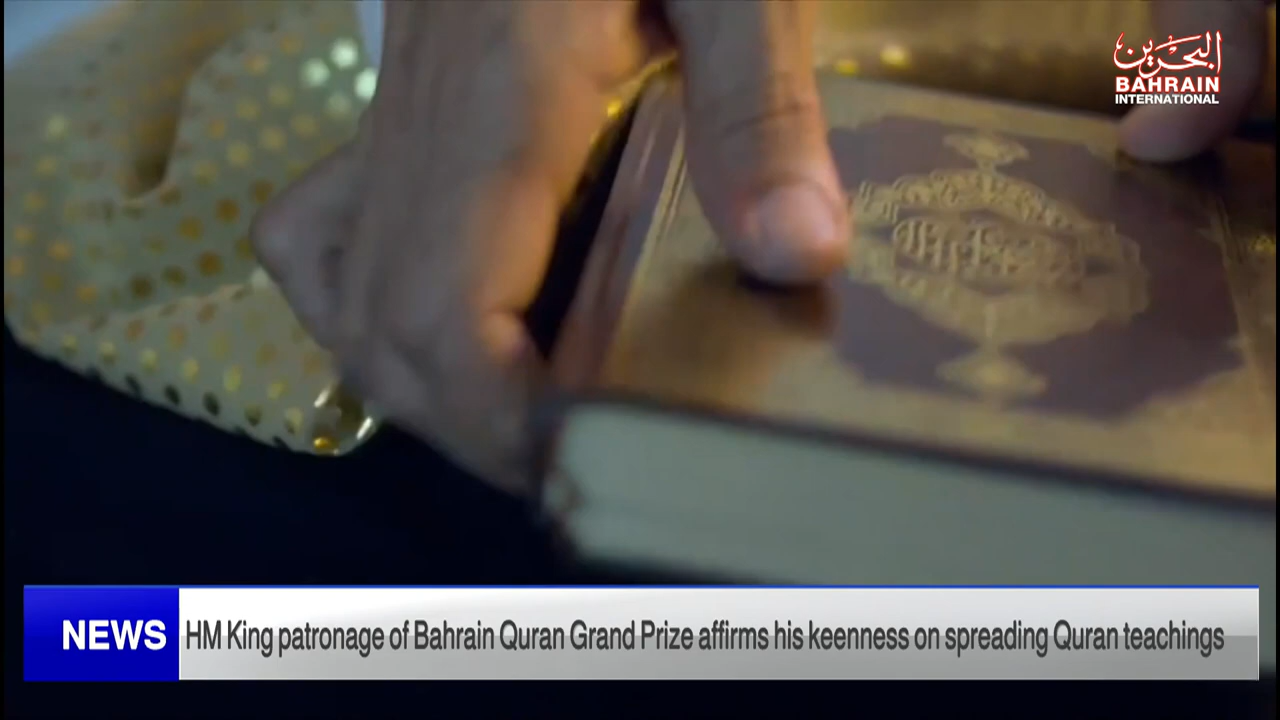 البحرين
BAHRAIN
INTERNATIONAL
NEWS
HM King patronage of Bahrain Quran Grand Prize affirms his keenness on spreading Quran teachings